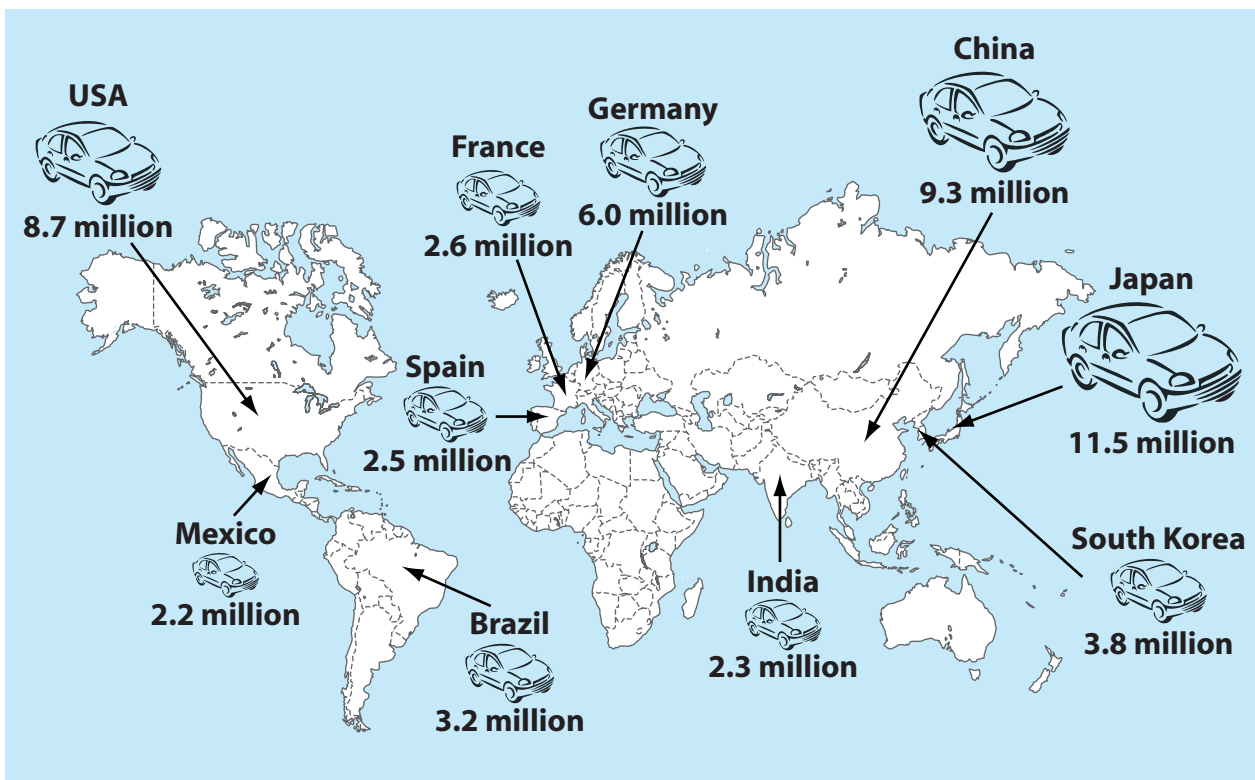 USA
8.7 million
France
2.6 million
Germany
6.0 million
China
9.3 million
Japan
11.5 million
Spain
2.5 million
Mexico
2.2 million
Brazil
3.2 million
India
2.3 million
South Korea
3.8 million